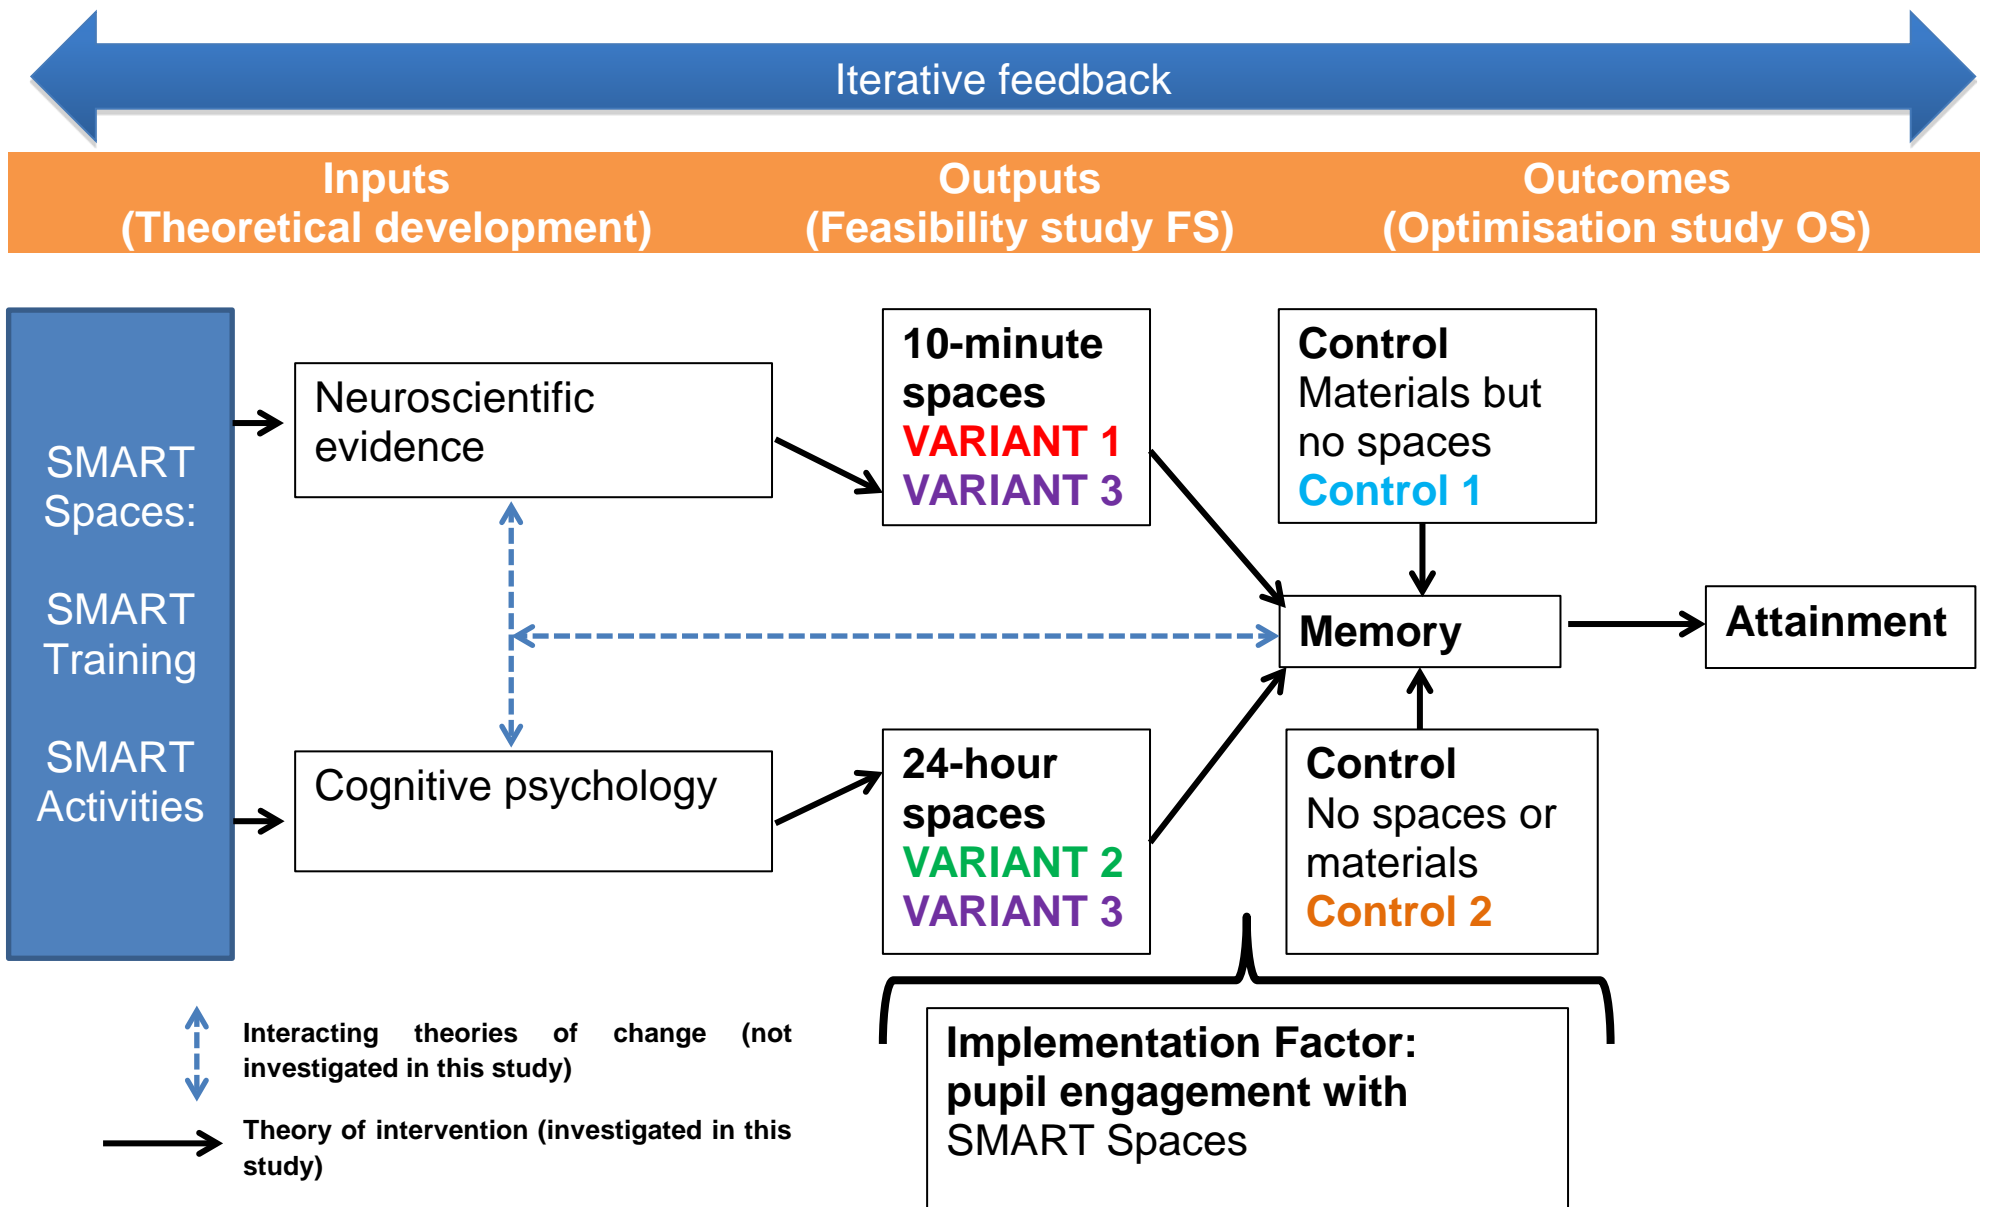 Iterative feedback
Inputs
(Theoretical development)
Outputs
(Feasibility study FS)
Outcomes
(Optimisation study OS)
SMART
Spaces:
SMART
Training
SMART
Activities
Neuroscientific
evidence
Cognitive psychology
10-minute
spaces
VARIANT 1
VARIANT 3
24-hour
spaces
VARIANT 2
VARIANT 3
Control
Materials but
no spaces
Control 1
Memory
Attainment
Control
No spaces or
materials
Control 2
Interacting theories of change (not
investigated in this study)
Theory of intervention (investigated in this
study)
Implementation Factor:
pupil engagement with
SMART Spaces